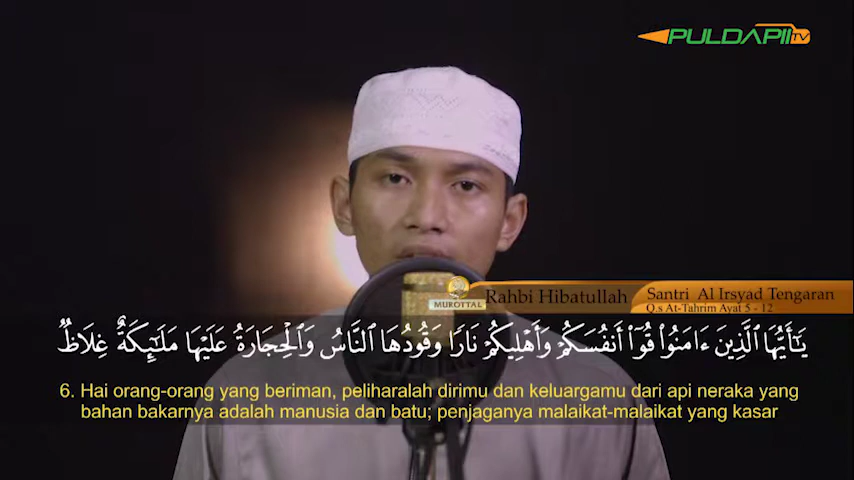 PULDAPII TV
Rahbi Hibatullah
Santri Al Irsyad Tengaran
MUROTTAL
Q.s At-Tahrim Ayat 5 - 12
يَـٰٓأَيُّهَا ٱلَّذِينَ ءَامَنُوا۟ قُوٓا۟ أَنفُسَكُمْ وَأَهْلِيكُمْ نَارًا وَقُودُهَا ٱلنَّاسُ وَٱلْحِجَارَةُ عَلَيْهَا مَلَـٰٓئِكَةٌ غِلَاظٌ
6. Hai orang-orang yang beriman, peliharalah dirimu dan keluargamu dari api neraka yang
bahan bakarnya adalah manusia dan batu; penjaganya malaikat-malaikat yang kasar